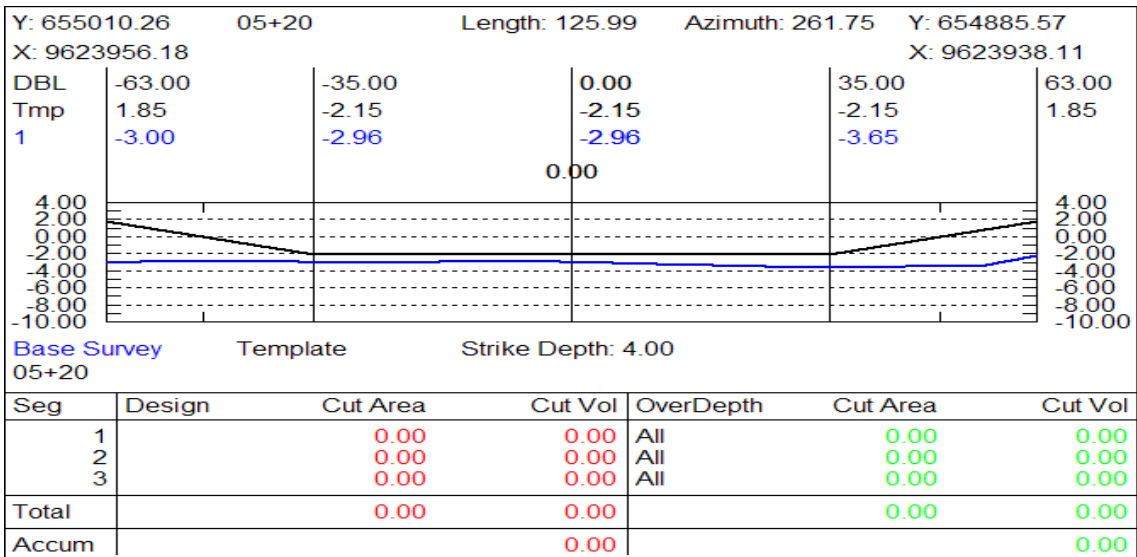 Y: 655010.26 05+20 Length: 125.99 Azimuth: 261.75 Y: 654885.57
X: 9623956.18 X: 9623938.11
DBL -63.00 -35.00 0.00 35.00 63.00
Tmp 1.85 -2.15 -2.15 -2.15 1.85
1 -3.00 -2.96 -2.96 -3.65
0.00
4.00 4.00
2.00 2.00
0.00 0.00
-2.00 -2.00
-4.00 -4.00
-6.00 -6.00
-8.00 -8.00
-10.00 -10.00
Base Survey Template Strike Depth: 4.00
05+20
Seg Design Cut Area Cut Vol OverDepth Cut Area Cut Vol
1 0.00 0.00 All 0.00 0.00
2 0.00 0.00 All 0.00 0.00
3 0.00 0.00 All 0.00 0.00
Total 0.00 0.00 0.00 0.00
Accum 0.00 0.00